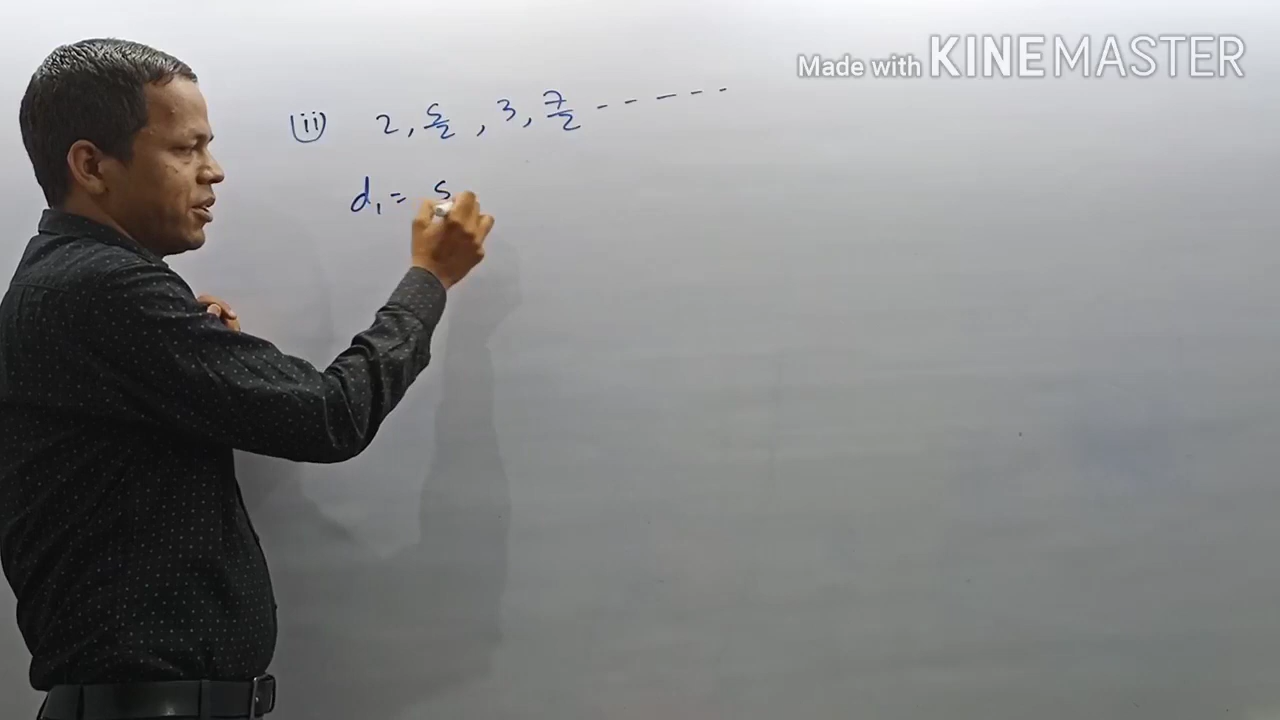 Made with KINEMASTER
(ii) 2, 5/2, 3, 7/2 - - - - - -
d₁ = 5